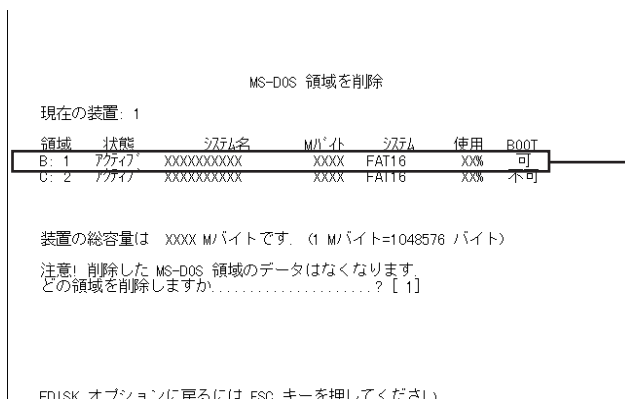 MS-DOS 領域を削除
現在の装置: 1
領域 状態 システム名 Mバイト システム 使用 BOOT
B: 1 アクティブ XXXXXXXXXX XXXX FAT16 XX% 可
C: 2 アクティブ XXXXXXXXXX XXXX FAT16 XX% 不可
装置の総容量は XXXX Mバイトです. (1 Mバイト=1048576 バイト)
注意! 削除した MS-DOS 領域のデータはなくなります.
どの領域を削除しますか.....................? [ 1]
FDISK オプションに戻るには ESC キーを押してください